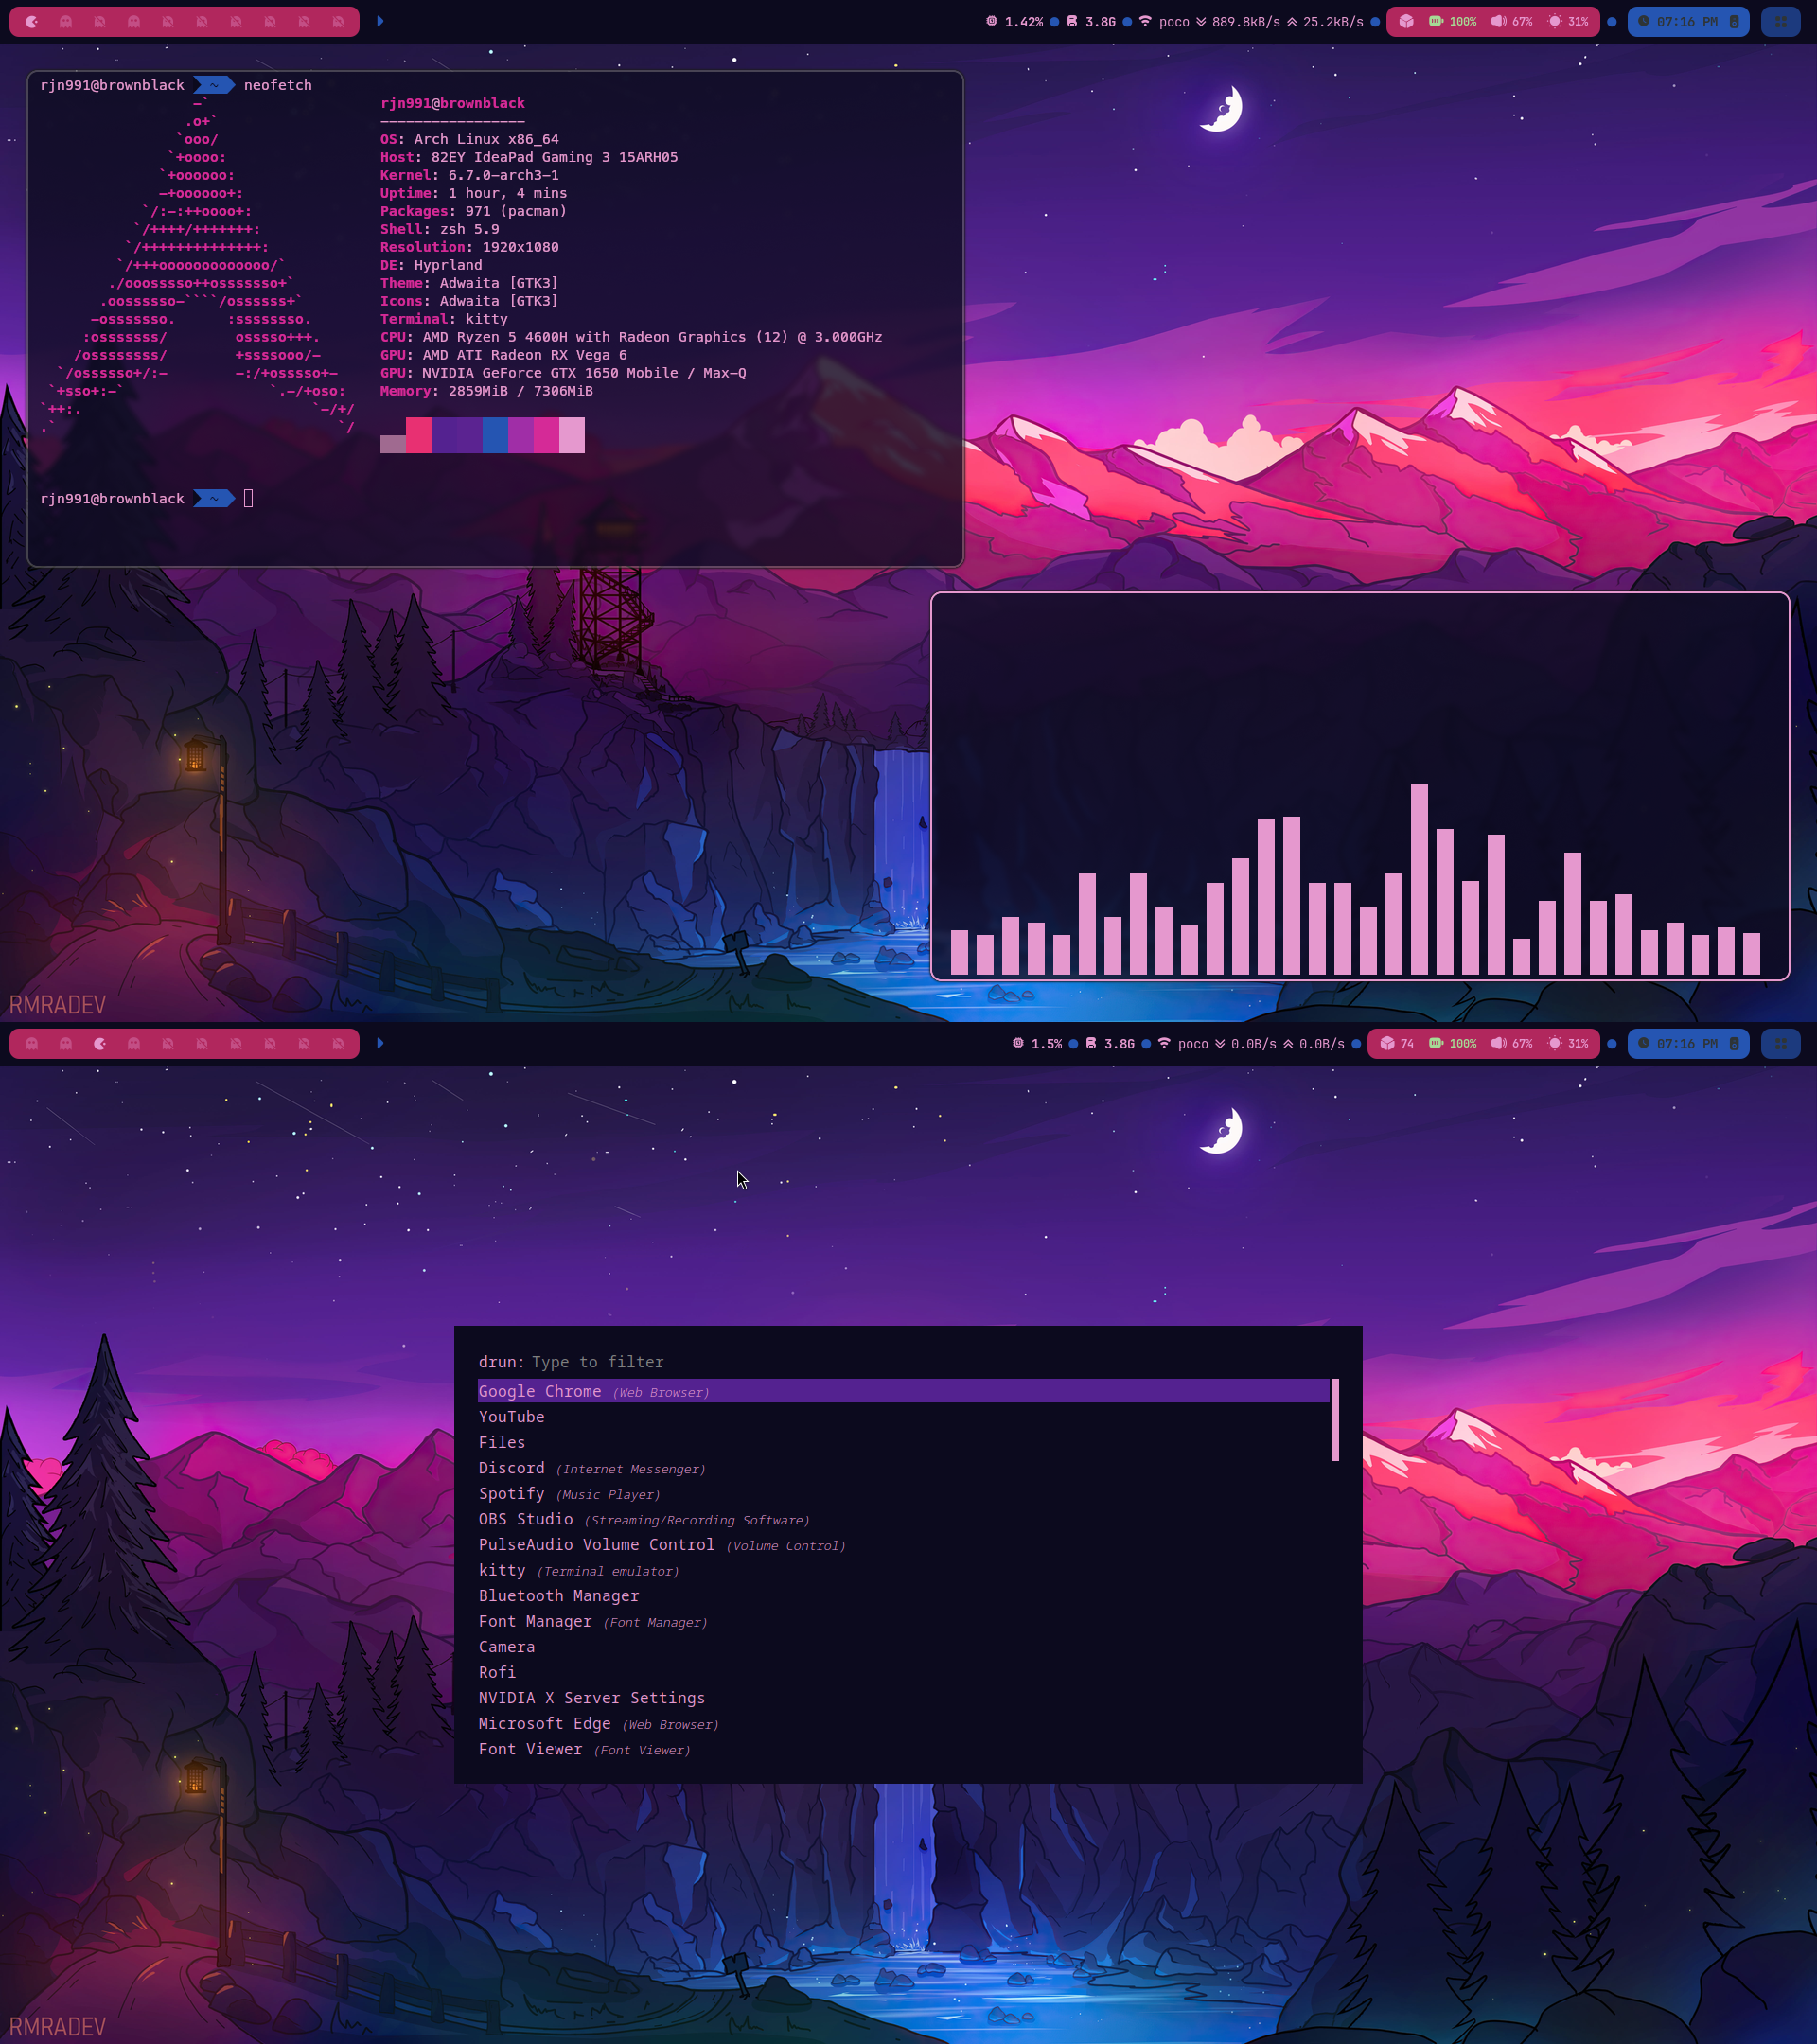 1.42% 3.8G poco 889.8kB/s 25.2kB/s 100% 67% 31% 07:16 PM
rjn991@brownblack ~ neofetch
rjn991@brownblack
-----------------
OS: Arch Linux x86_64
Host: 82EY IdeaPad Gaming 3 15ARH05
Kernel: 6.7.0-arch3-1
Uptime: 1 hour, 4 mins
Packages: 971 (pacman)
Shell: zsh 5.9
Resolution: 1920x1080
DE: Hyprland
Theme: Adwaita [GTK3]
Icons: Adwaita [GTK3]
Terminal: kitty
CPU: AMD Ryzen 5 4600H with Radeon Graphics (12) @ 3.000GHz
GPU: AMD ATI Radeon RX Vega 6
GPU: NVIDIA GeForce GTX 1650 Mobile / Max-Q
Memory: 2859MiB / 7306MiB
rjn991@brownblack ~
RMRADEV
1.5% 3.8G poco 0.0B/s 0.0B/s 74 100% 67% 31% 07:16 PM
drun: Type to filter
Google Chrome (Web Browser)
YouTube
Files
Discord (Internet Messenger)
Spotify (Music Player)
OBS Studio (Streaming/Recording Software)
PulseAudio Volume Control (Volume Control)
kitty (Terminal emulator)
Bluetooth Manager
Font Manager (Font Manager)
Camera
Rofi
NVIDIA X Server Settings
Microsoft Edge (Web Browser)
Font Viewer (Font Viewer)
RMRADEV